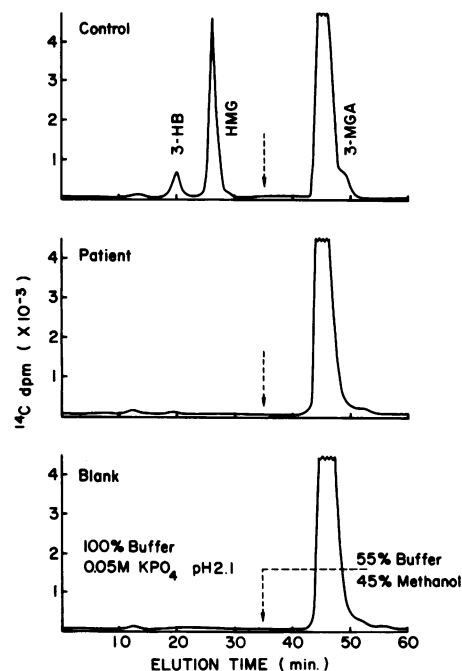 Control
4
3
2
1
3-HB
HMG
3-MGA
Patient
4
3
2
1
¹⁴C dpm ( X 10⁻³ )
Blank
4
3
2
1
100% Buffer
0.05M KPO₄ pH2.1
55% Buffer
45% Methanol
10 20 30 40 50 60
ELUTION TIME (min.)